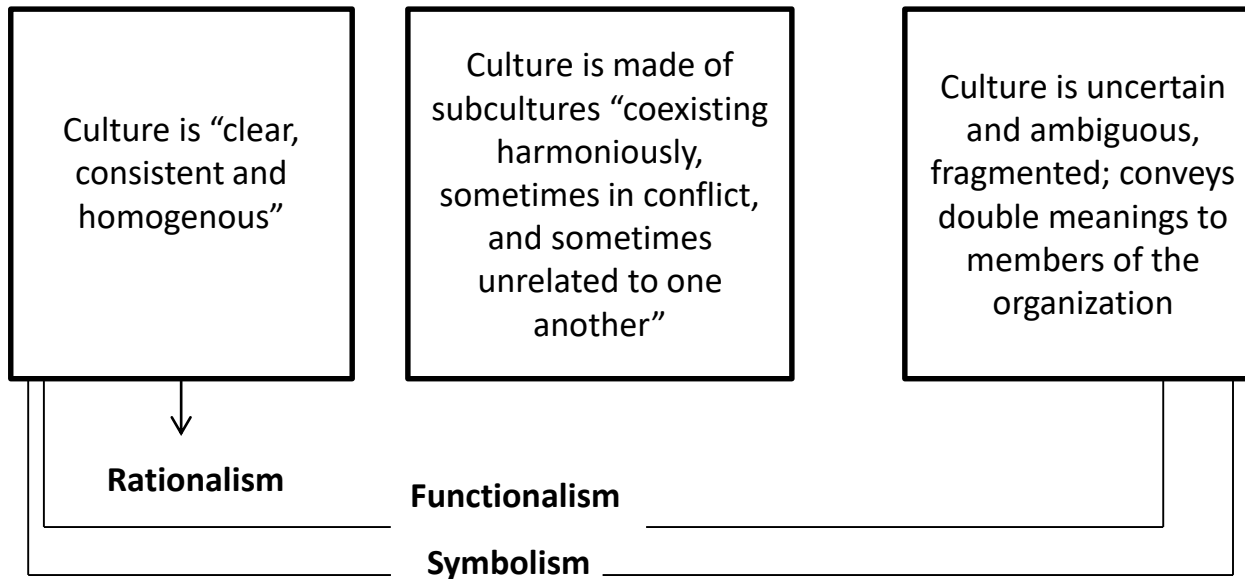 Culture is “clear,
consistent and
homogenous”
Culture is made of
subcultures “coexisting
harmoniously,
sometimes in conflict,
and sometimes
unrelated to one
another”
Culture is uncertain
and ambiguous,
fragmented; conveys
double meanings to
members of the
organization
Rationalism
Functionalism
Symbolism